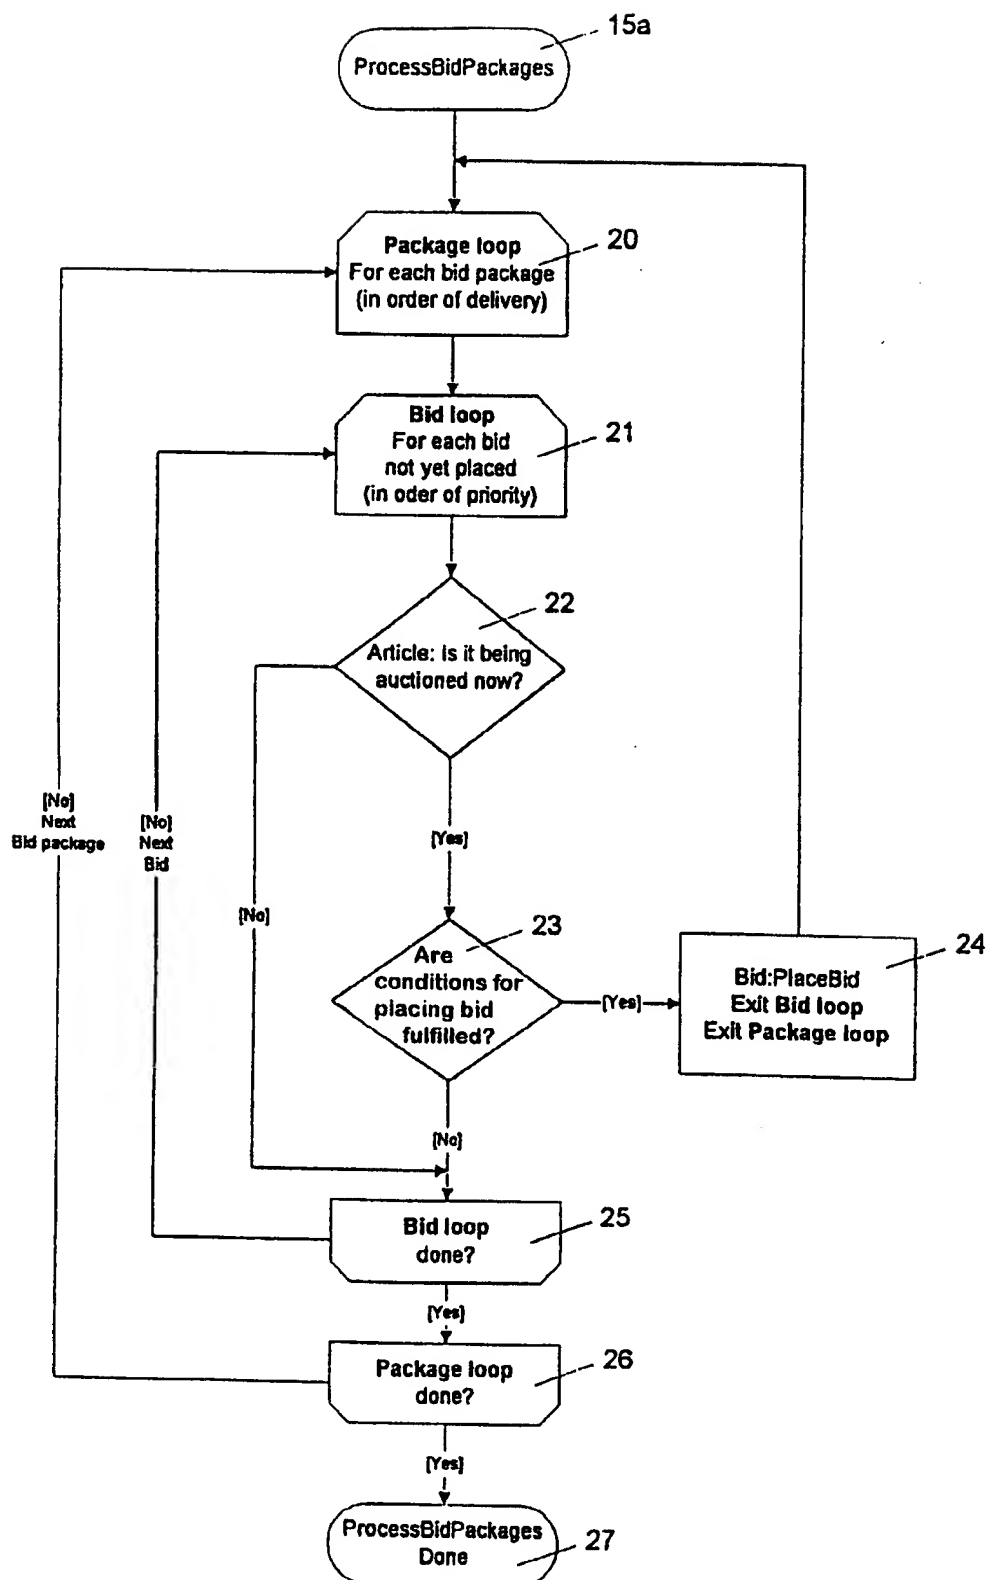 15a
ProcessBidPackages
20
Package loop
For each bid package
(in order of delivery)
21
Bid loop
For each bid
not yet placed
(in oder of priority)
22
Article: Is it being
auctioned now?
[No]
Next
Bid package
[No]
Next
Bid
[Yes]
[No]
23
Are
conditions for
placing bid
fulfilled?
[Yes]
24
Bid:PlaceBid
Exit Bid loop
Exit Package loop
[No]
25
Bid loop
done?
[Yes]
26
Package loop
done?
[Yes]
ProcessBidPackages
Done
27